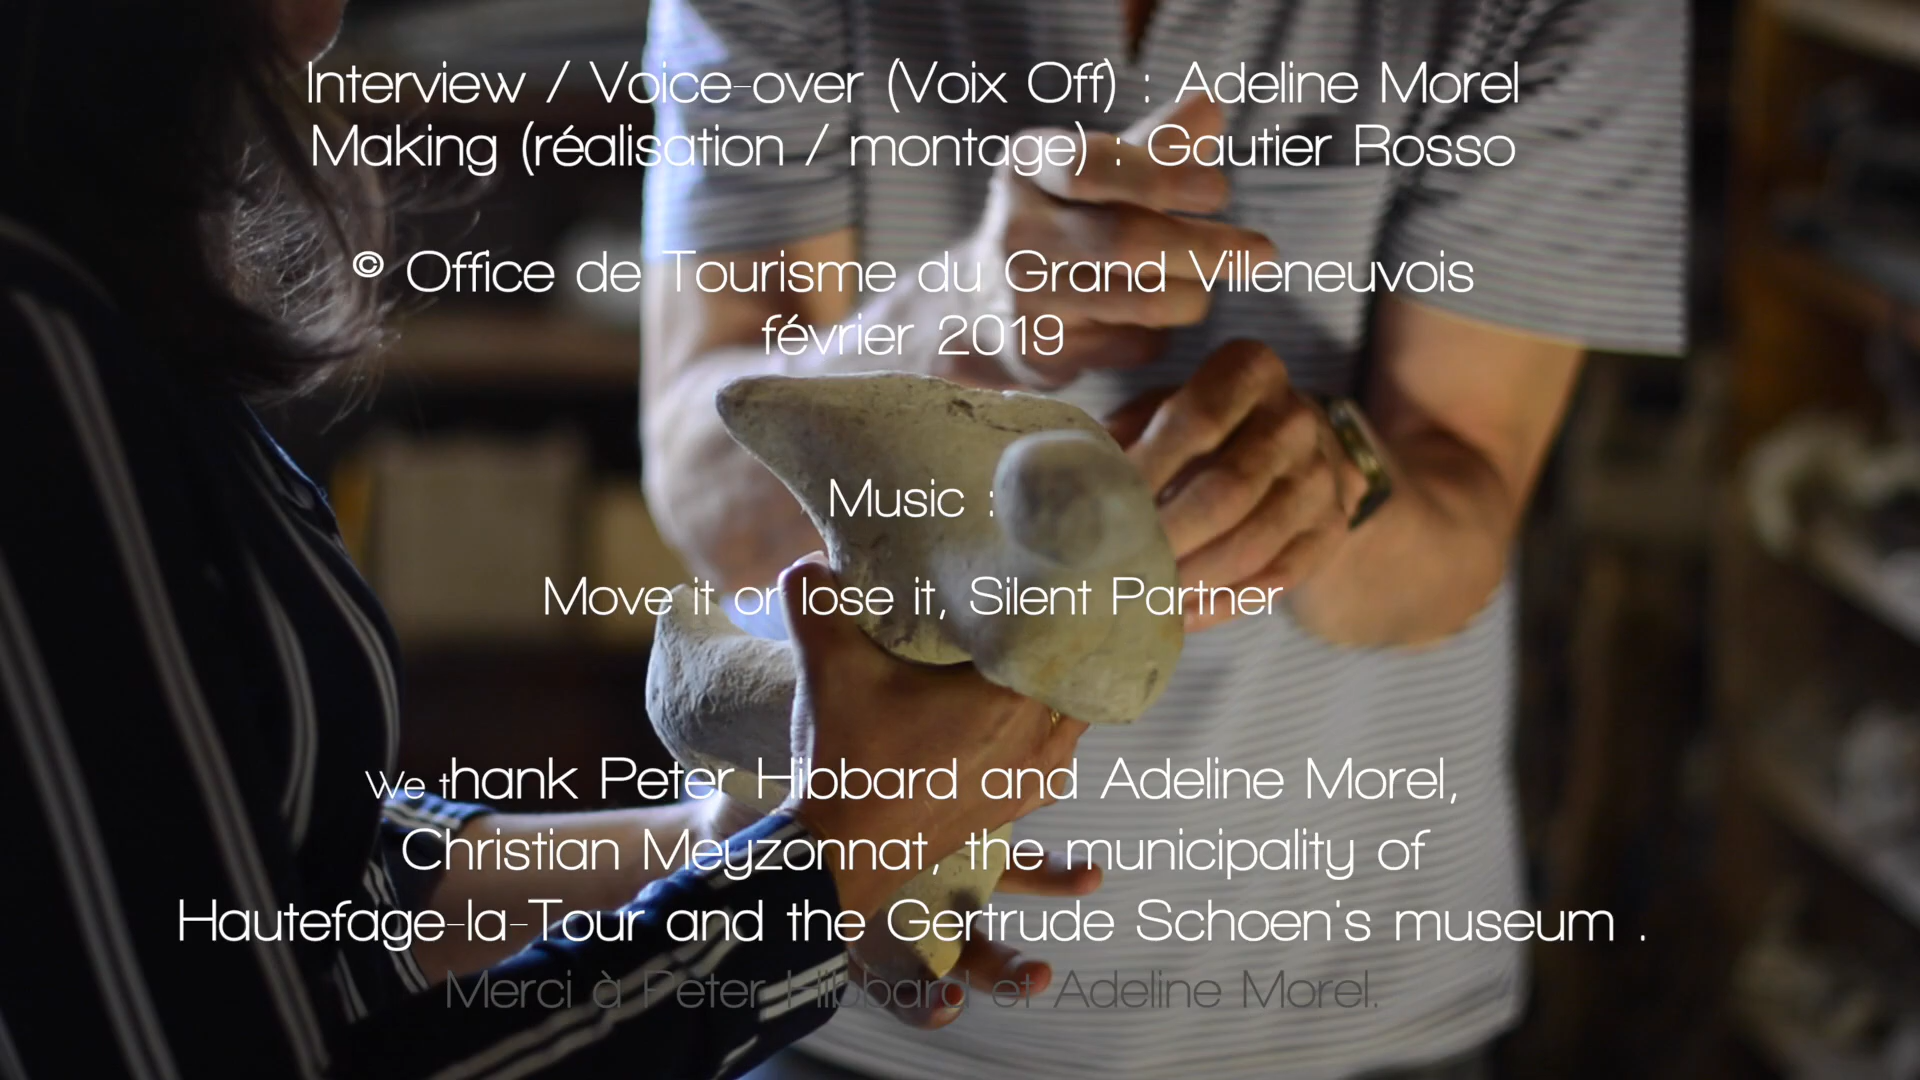 Interview / Voice-over (Voix Off) : Adeline Morel
Making (réalisation / montage) : Gautier Rosso
© Office de Tourisme du Grand Villeneuvois
février 2019
Music :
Move it or lose it, Silent Partner
We thank Peter Hibbard and Adeline Morel,
Christian Meyzonnat, the municipality of
Hautefage-la-Tour and the Gertrude Schoen's museum .
Merci à Peter Hibbard et Adeline Morel.